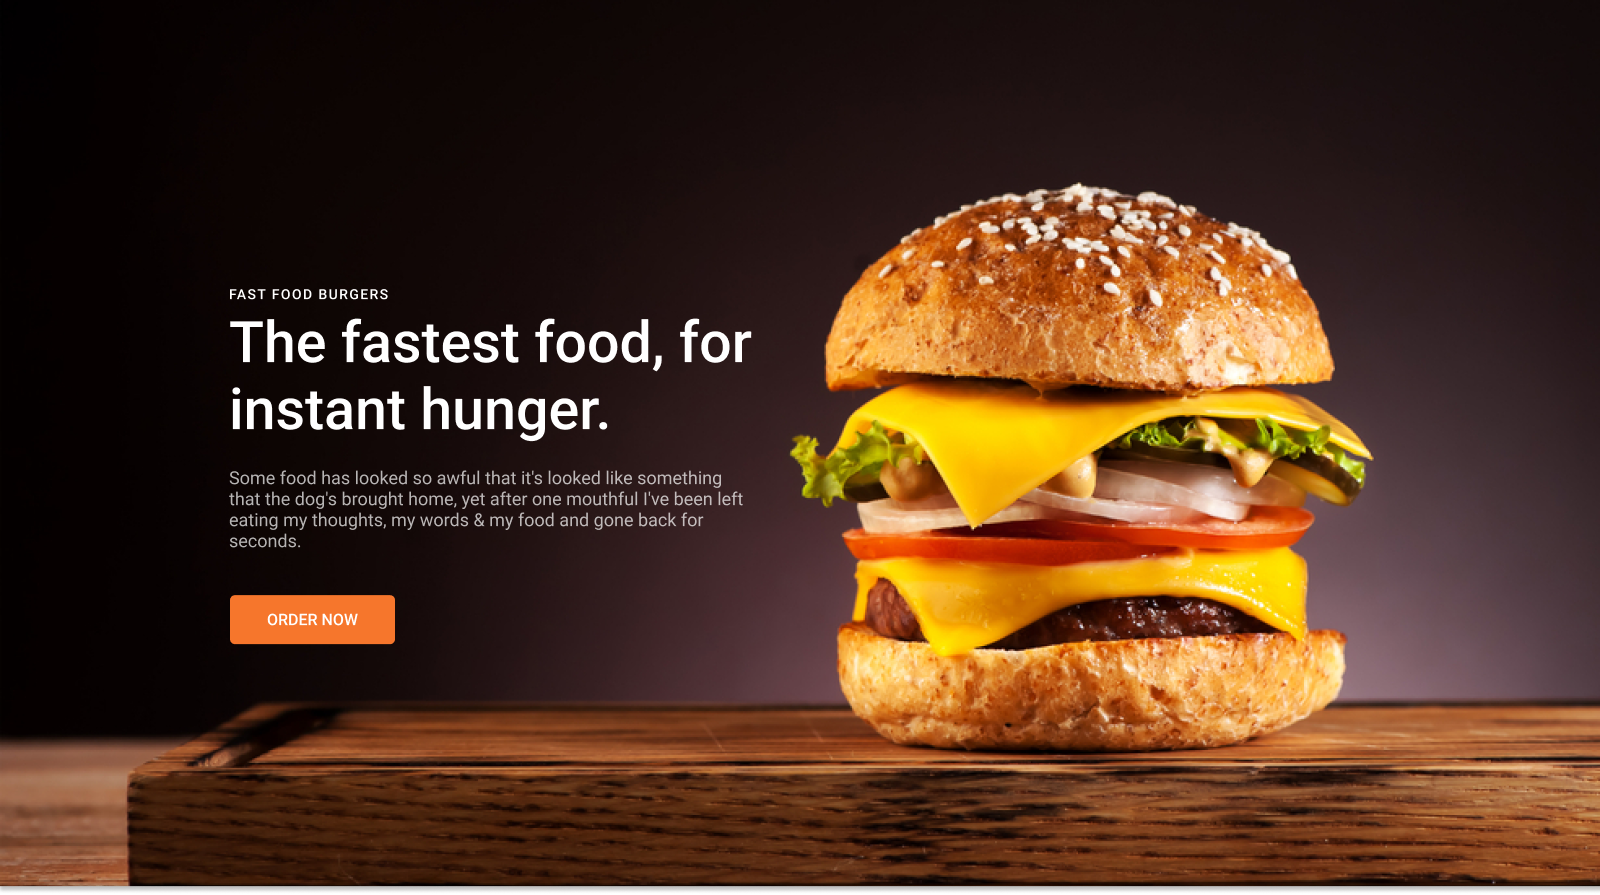 FAST FOOD BURGERS
The fastest food, for
instant hunger.
Some food has looked so awful that it's looked like something
that the dog's brought home, yet after one mouthful I've been left
eating my thoughts, my words & my food and gone back for
seconds.
ORDER NOW